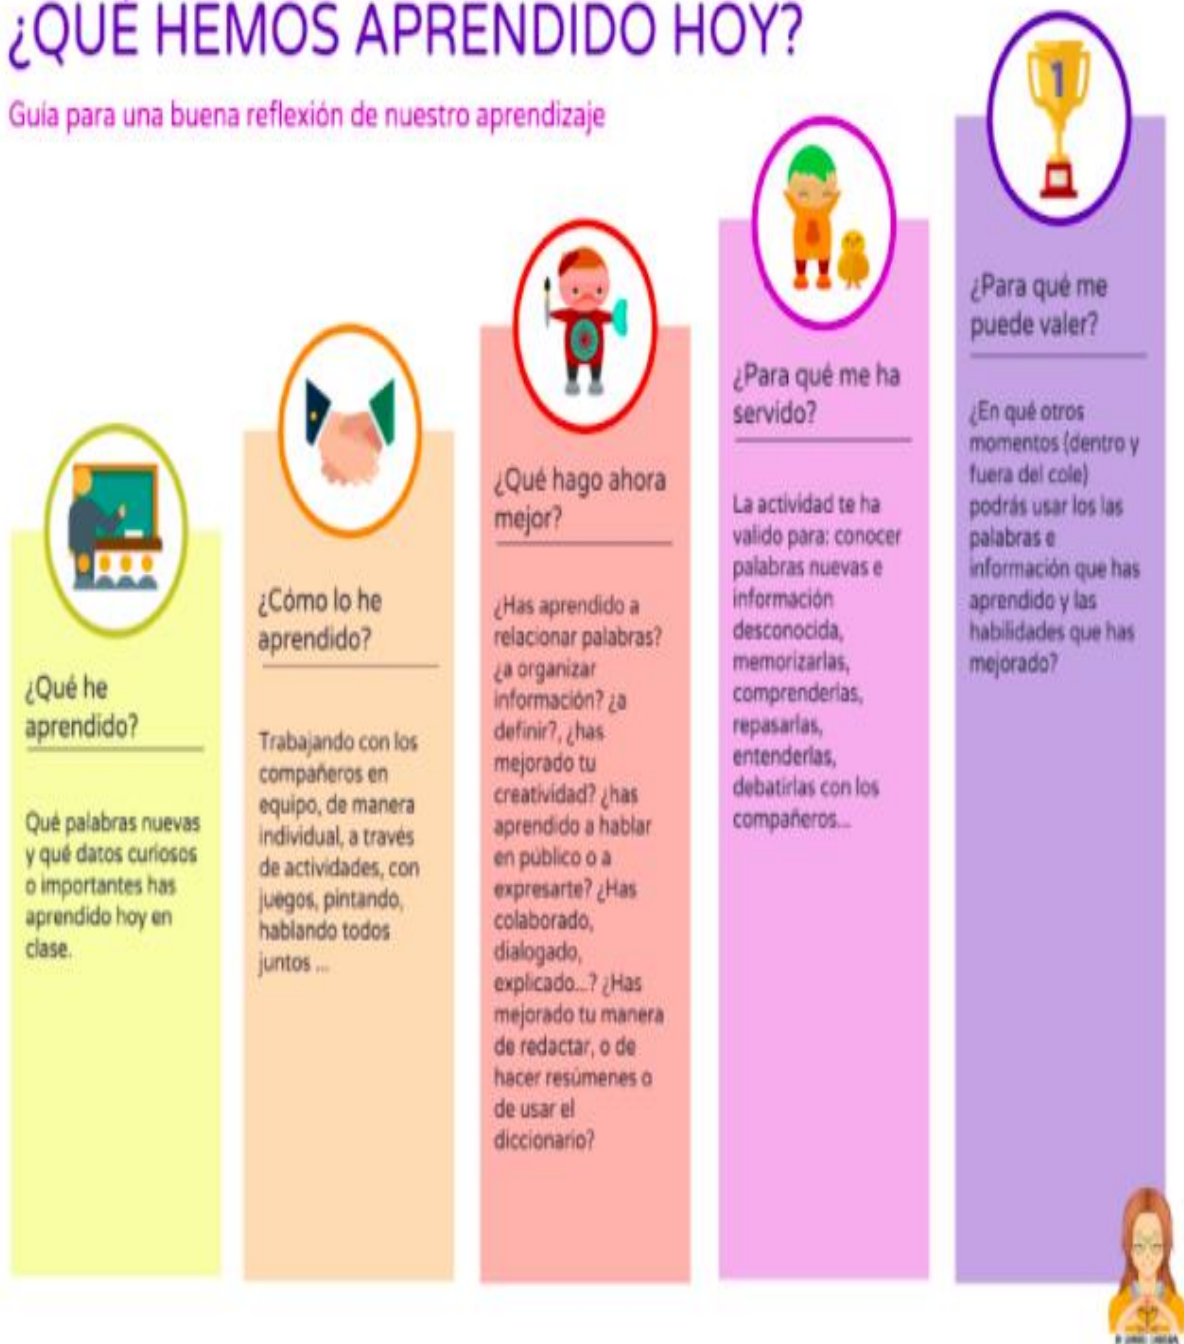 ¿QUÉ HEMOS APRENDIDO HOY?
Guía para una buena reflexión de nuestro aprendizaje
¿Qué he
aprendido?
Qué palabras nuevas
y qué datos curiosos
o importantes has
aprendido hoy en
clase.
¿Cómo lo he
aprendido?
Trabajando con los
compañeros en
equipo, de manera
individual, a través
de actividades, con
juegos, pintando,
hablando todos
juntos ...
¿Qué hago ahora
mejor?
¿Has aprendido a
relacionar palabras?
¿a organizar
información? ¿a
definir?, ¿has
mejorado tu
creatividad? ¿has
aprendido a hablar
en público o a
expresarte? ¿Has
colaborado,
dialogado,
explicado...? ¿Has
mejorado tu manera
de redactar, o de
hacer resúmenes o
de usar el
diccionario?
¿Para qué me ha
servido?
La actividad te ha
valido para: conocer
palabras nuevas e
información
desconocida,
memorizarlas,
comprenderlas,
repasarlas,
entenderlas,
debatirlas con los
compañeros...
1
¿Para qué me
puede valer?
¿En qué otros
momentos (dentro y
fuera del cole)
podrás usar los las
palabras e
información que has
aprendido y las
habilidades que has
mejorado?